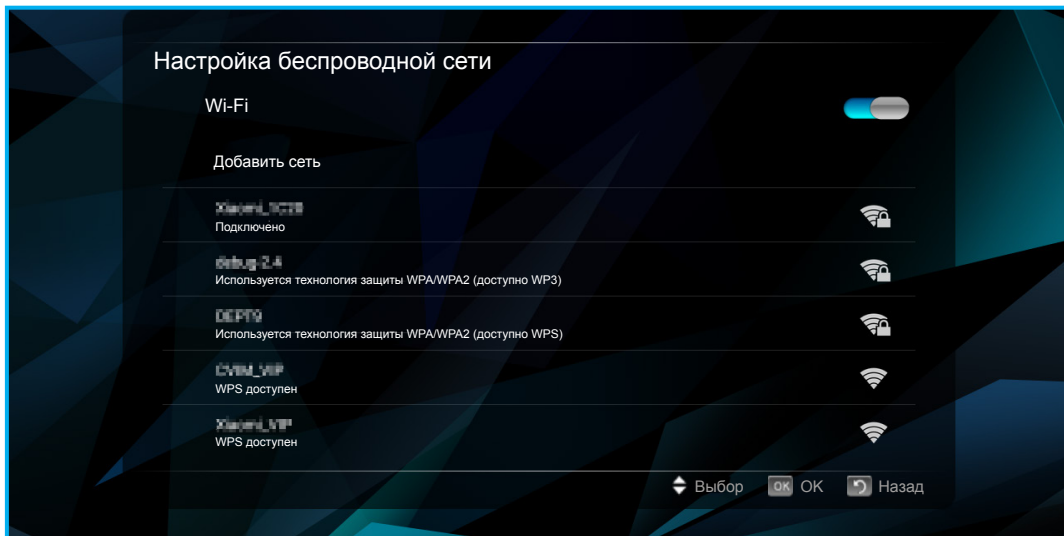 Настройка беспроводной сети
Wi-Fi
Добавить сеть
Подключено
Используется технология защиты WPA/WPA2 (доступно WP3)
Используется технология защиты WPA/WPA2 (доступно WPS)
WPS доступен
WPS доступен
Выбор OK OK Назад